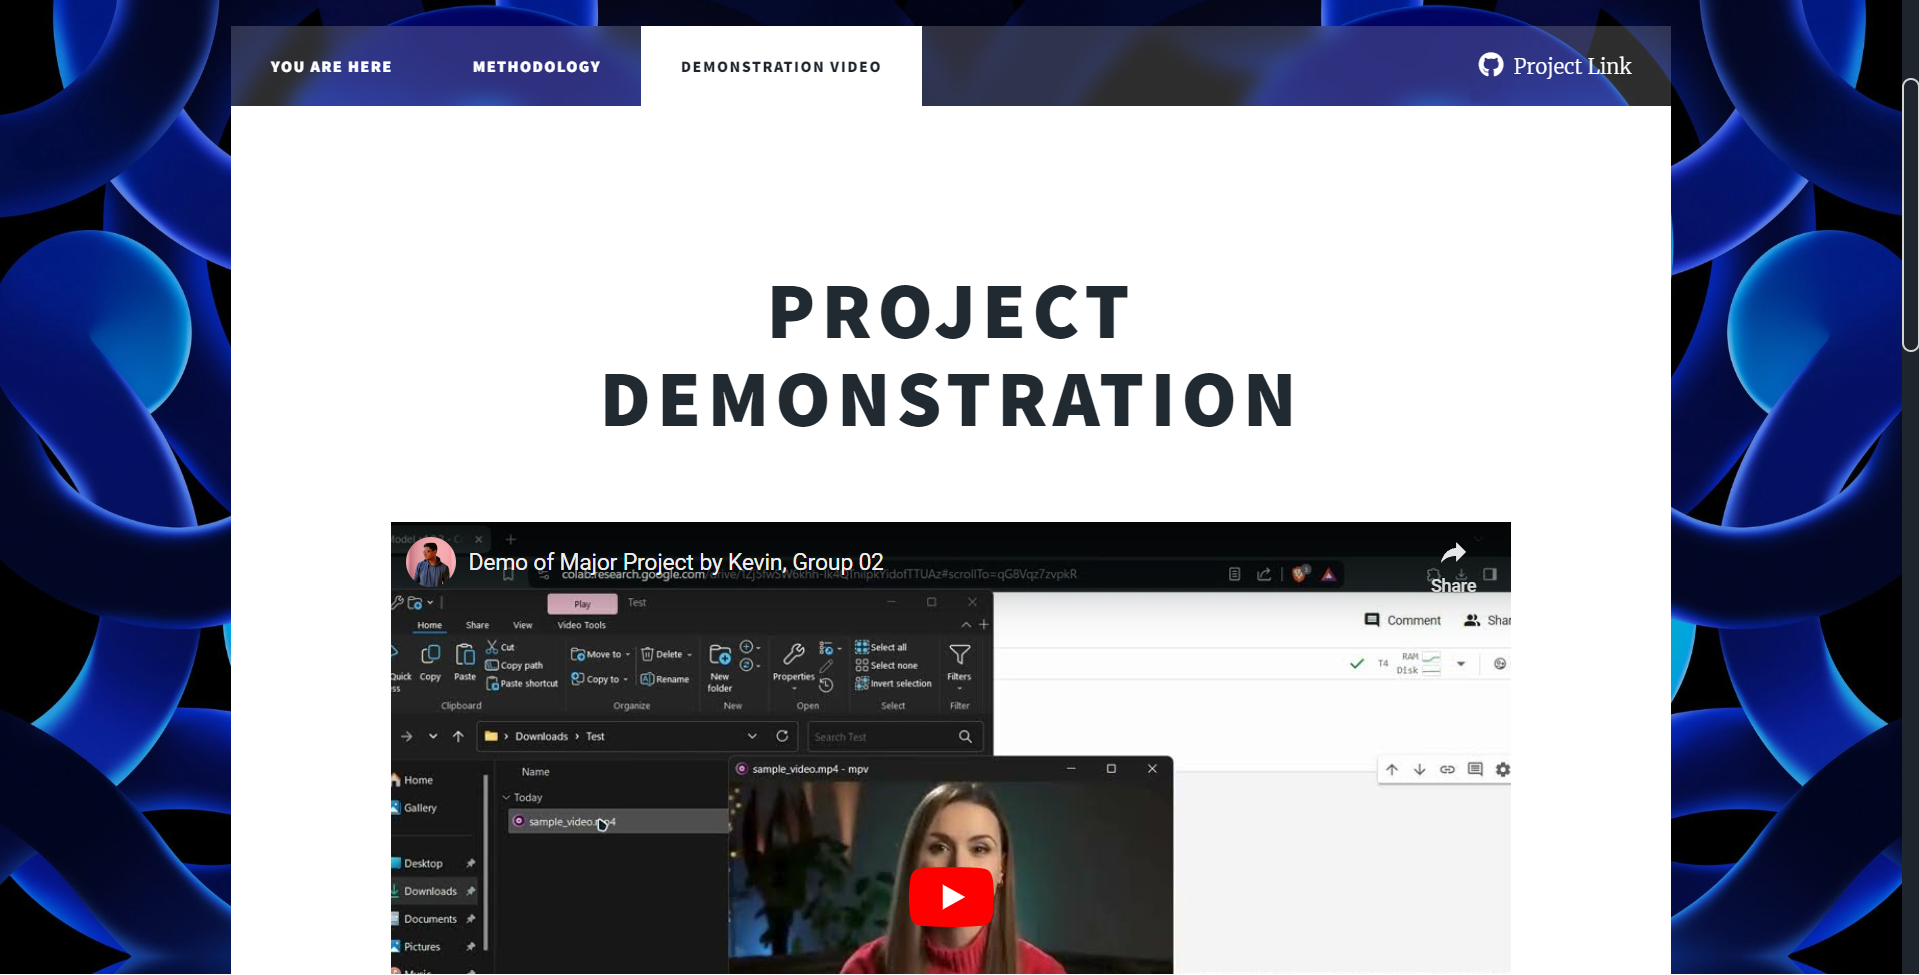 YOU ARE HERE
METHODOLOGY
DEMONSTRATION VIDEO
Project Link
PROJECT
DEMONSTRATION
Demo of Major Project by Kevin, Group 02
Share
colab.research.google.com
Play
Test
Home
Share
View
Video Tools
Copy
Paste
Cut
Copy path
Paste shortcut
Clipboard
Move to
Copy to
Delete
Rename
Organize
New
folder
New
Properties
Open
Select all
Select none
Invert selection
Select
Filters
Filter
Comment
T4
RAM
Disk
Downloads
Test
Search Test
Home
Gallery
Desktop
Downloads
Documents
Pictures
Name
Today
sample_video.mp4
sample_video.mp4 - mpv